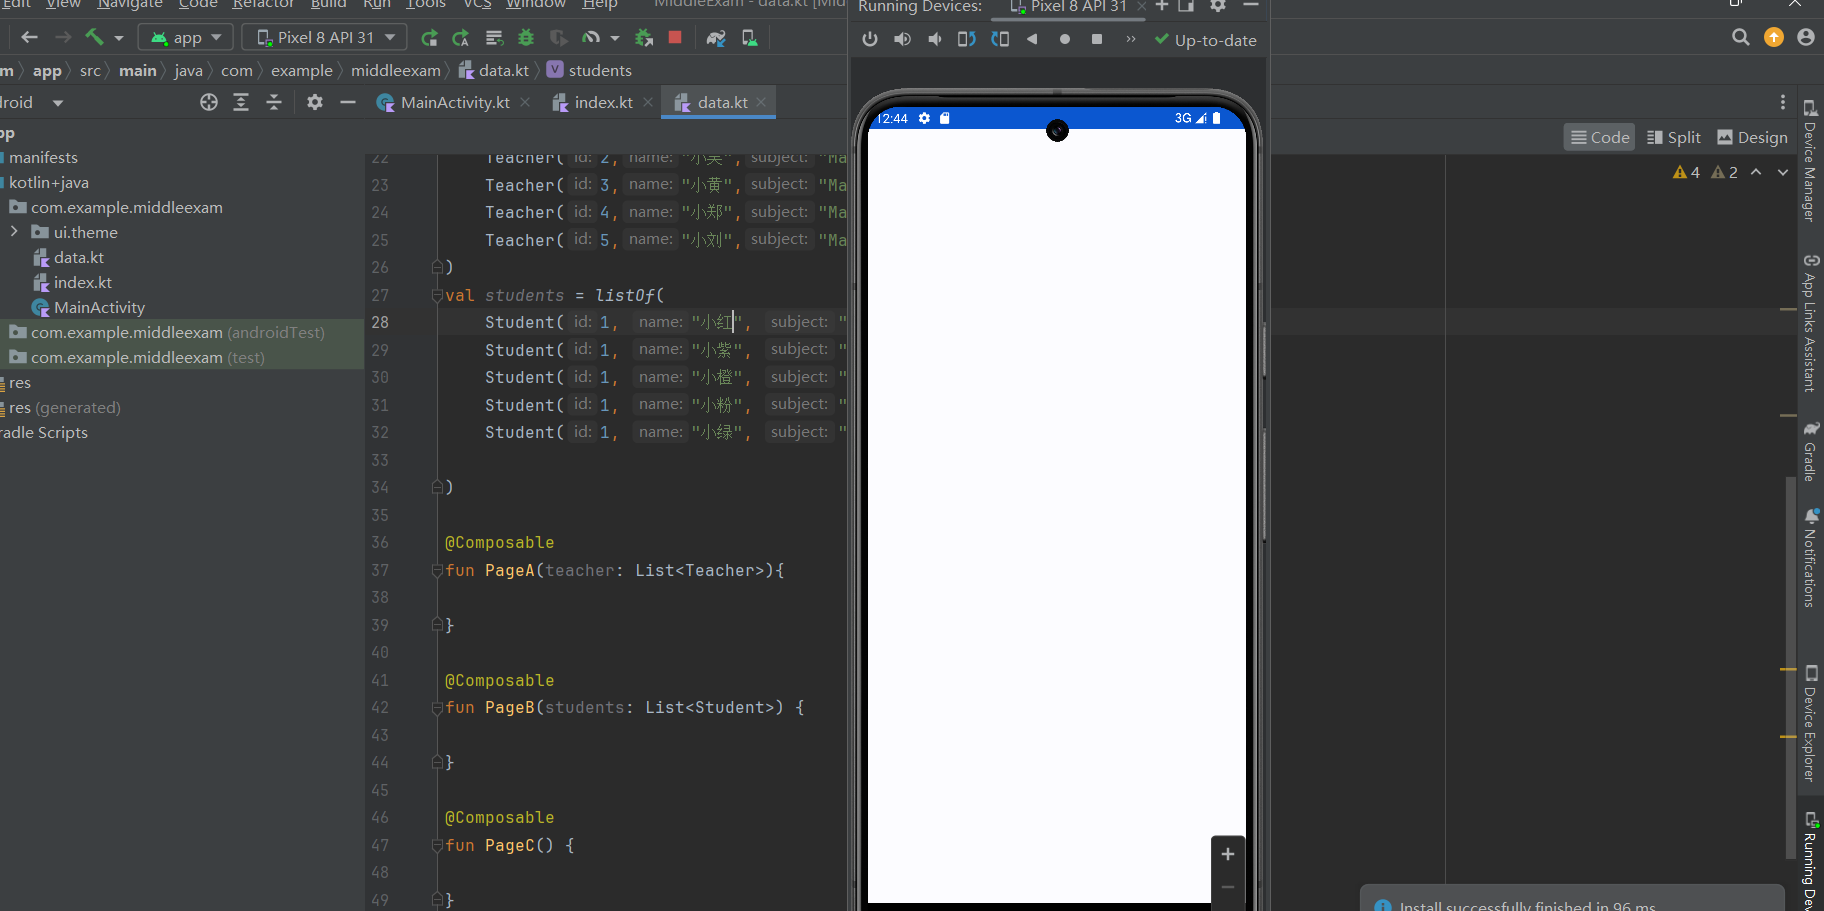 Edit View Navigate Code Refactor Build Run Tools VCS Window Help MiddleExam - data.kt [Mid
Running Devices: Pixel 8 API 31
app Pixel 8 API 31
Up-to-date
m app src main java com example middleexam data.kt students
roid
MainActivity.kt index.kt data.kt
Code Split Design
pp
manifests
kotlin+java
com.example.middleexam
ui.theme
data.kt
index.kt
MainActivity
com.example.middleexam (androidTest)
com.example.middleexam (test)
res
res (generated)
radle Scripts
22 Teacher( id: 2, name: "小吴", subject: "Ma
23 Teacher( id: 3, name: "小黄", subject: "Ma
24 Teacher( id: 4, name: "小郑", subject: "Ma
25 Teacher( id: 5, name: "小刘", subject: "Ma
26 )
27 val students = listOf(
28 Student( id: 1, name: "小红", subject: "
29 Student( id: 1, name: "小紫", subject: "
30 Student( id: 1, name: "小橙", subject: "
31 Student( id: 1, name: "小粉", subject: "
32 Student( id: 1, name: "小绿", subject: "
33
34 )
35
36 @Composable
37 fun PageA(teacher: List<Teacher>){
38
39 }
40
41 @Composable
42 fun PageB(students: List<Student>) {
43
44 }
45
46 @Composable
47 fun PageC() {
48
49 }
12:44 3G
4 2
Device Manager
App Links Assistant
Gradle
Notifications
Device Explorer
Running Dev
Install successfully finished in 96 ms.